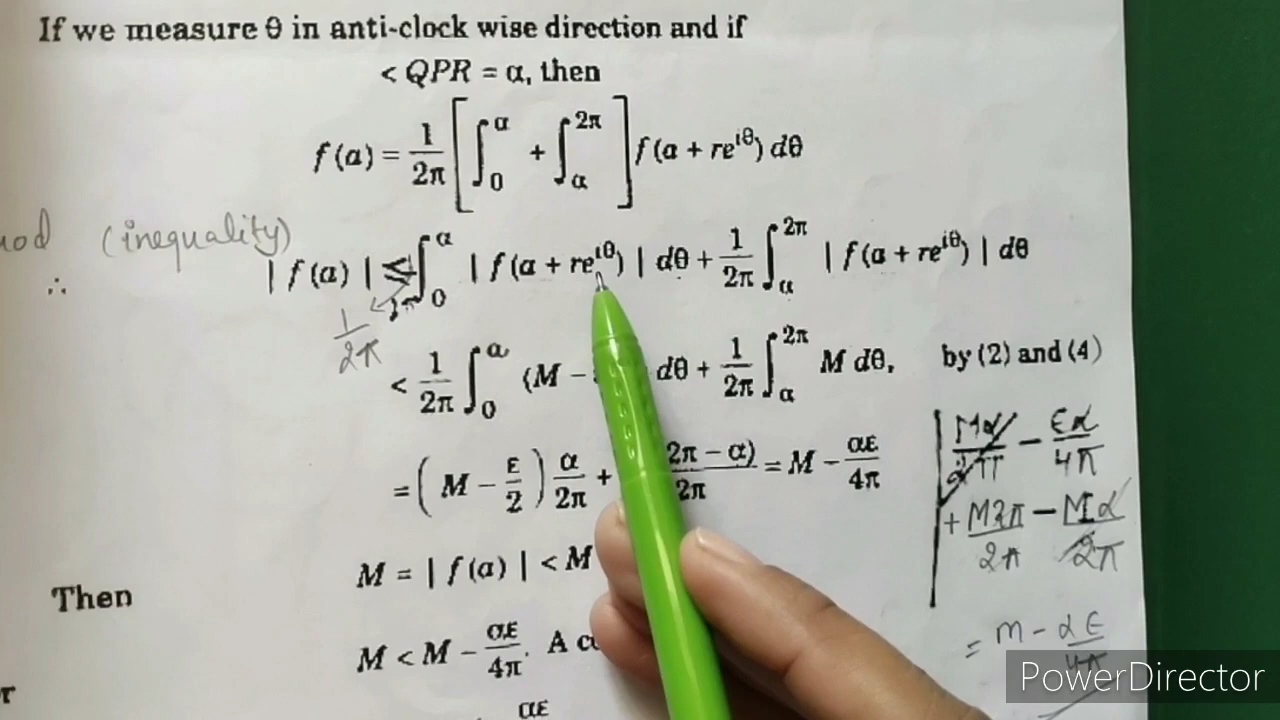 If we measure θ in anti-clock wise direction and if
< QPR = α, then
f(a) = 1/2π [ ∫₀^α + ∫_α^2π ] f(a + re^iθ) dθ
(inequality)
∴ | f(a) | ≤ ∫₀^α | f(a + re^iθ) | dθ + 1/2π ∫_α^2π | f(a + re^iθ) | dθ
1/2π
< 1/2π ∫₀^α (M − dθ + 1/2π ∫_α^2π M dθ, by (2) and (4)
= ( M − ε/2 ) α/2π + 2π − α)/2π = M − αε/4π
Mα/2π − Єα/4π
+ M2π/2π − Mα/2π
= m − αЄ/4π
M = | f(a) | < M
Then
M < M − αε/4π. A
αε
PowerDirector